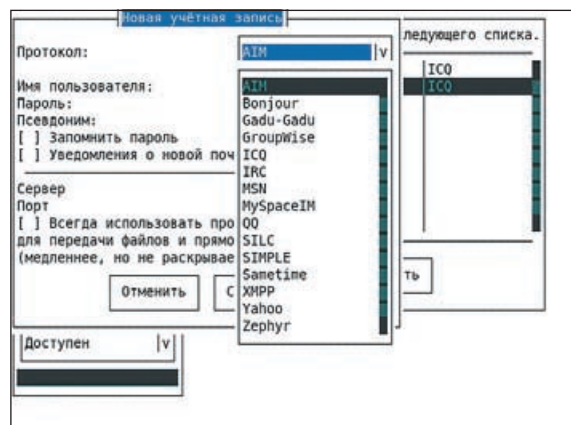 Новая учётная запись
ледующего списка.
Протокол:
AIM |v
ICQ
ICQ
Имя пользователя:
Пароль:
Псевдоним:
[ ] Запомнить пароль
[ ] Уведомления о новой поч
AIM
Bonjour
Gadu-Gadu
GroupWise
ICQ
IRC
MSN
MySpaceIM
QQ
SILC
SIMPLE
Sametime
XMPP
Yahoo
Zephyr
Сервер
Порт
[ ] Всегда использовать про
для передачи файлов и прямо
(медленнее, но не раскрывае
Отменить
С
ть
Доступен |v